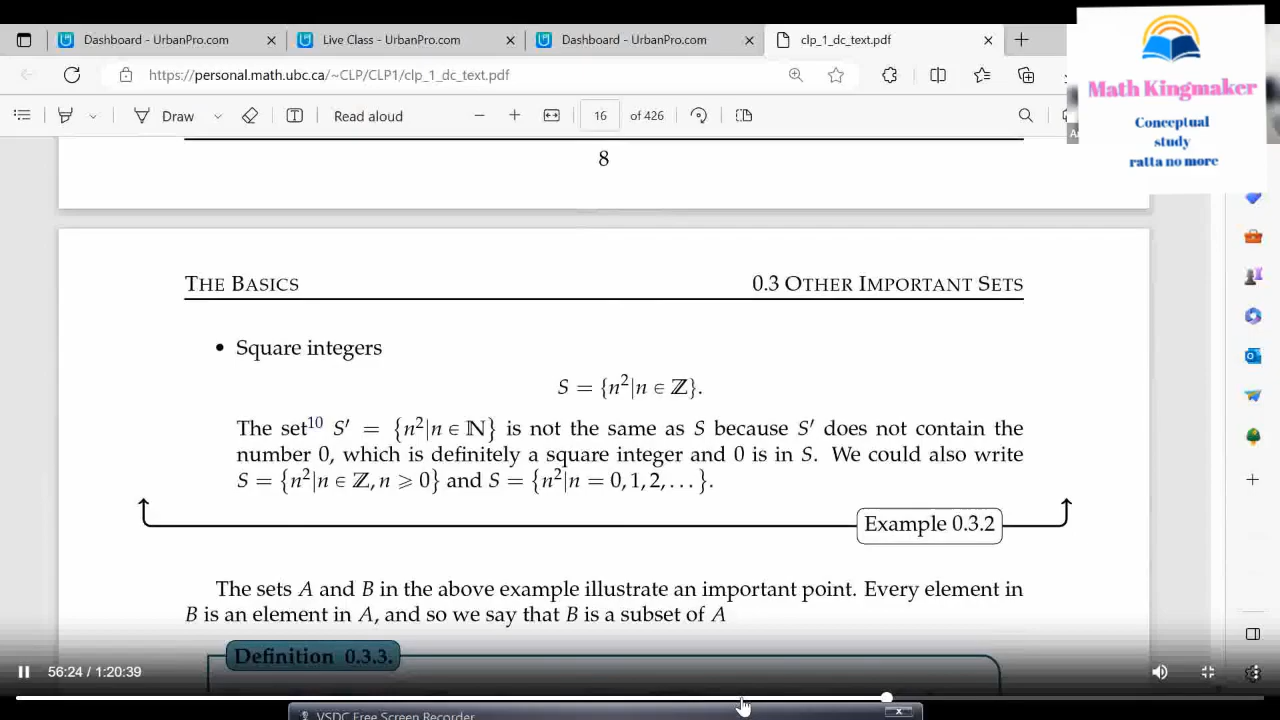 Dashboard - UrbanPro.com
Live Class - UrbanPro.com
Dashboard - UrbanPro.com
clp_1_dc_text.pdf
https://personal.math.ubc.ca/~CLP/CLP1/clp_1_dc_text.pdf
Draw
Read aloud
16 of 426
Math Kingmaker
Conceptual
study
ratta no more
8
THE BASICS
0.3 OTHER IMPORTANT SETS
• Square integers
S = {n²|n ∈ ℤ}.
The set¹⁰ S′ = {n²|n ∈ ℕ} is not the same as S because S′ does not contain the
number 0, which is definitely a square integer and 0 is in S. We could also write
S = {n²|n ∈ ℤ, n ⩾ 0} and S = {n²|n = 0, 1, 2, . . . }.
Example 0.3.2
The sets A and B in the above example illustrate an important point. Every element in
B is an element in A, and so we say that B is a subset of A
Definition 0.3.3.
56:24 / 1:20:39
VSDC Free Screen Recorder